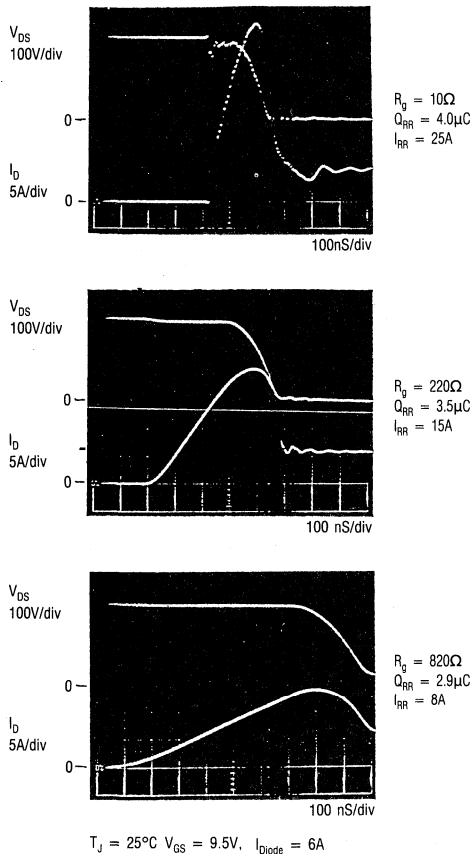 V_DS
100V/div
0
I_D
5A/div
0
100nS/div
R_g = 10Ω
Q_RR = 4.0μC
I_RR = 25A
V_DS
100V/div
0
I_D
5A/div
0
100 nS/div
R_g = 220Ω
Q_RR = 3.5μC
I_RR = 15A
V_DS
100V/div
0
I_D
5A/div
0
100 nS/div
R_g = 820Ω
Q_RR = 2.9μC
I_RR = 8A
T_J = 25°C V_GS = 9.5V, I_Diode = 6A